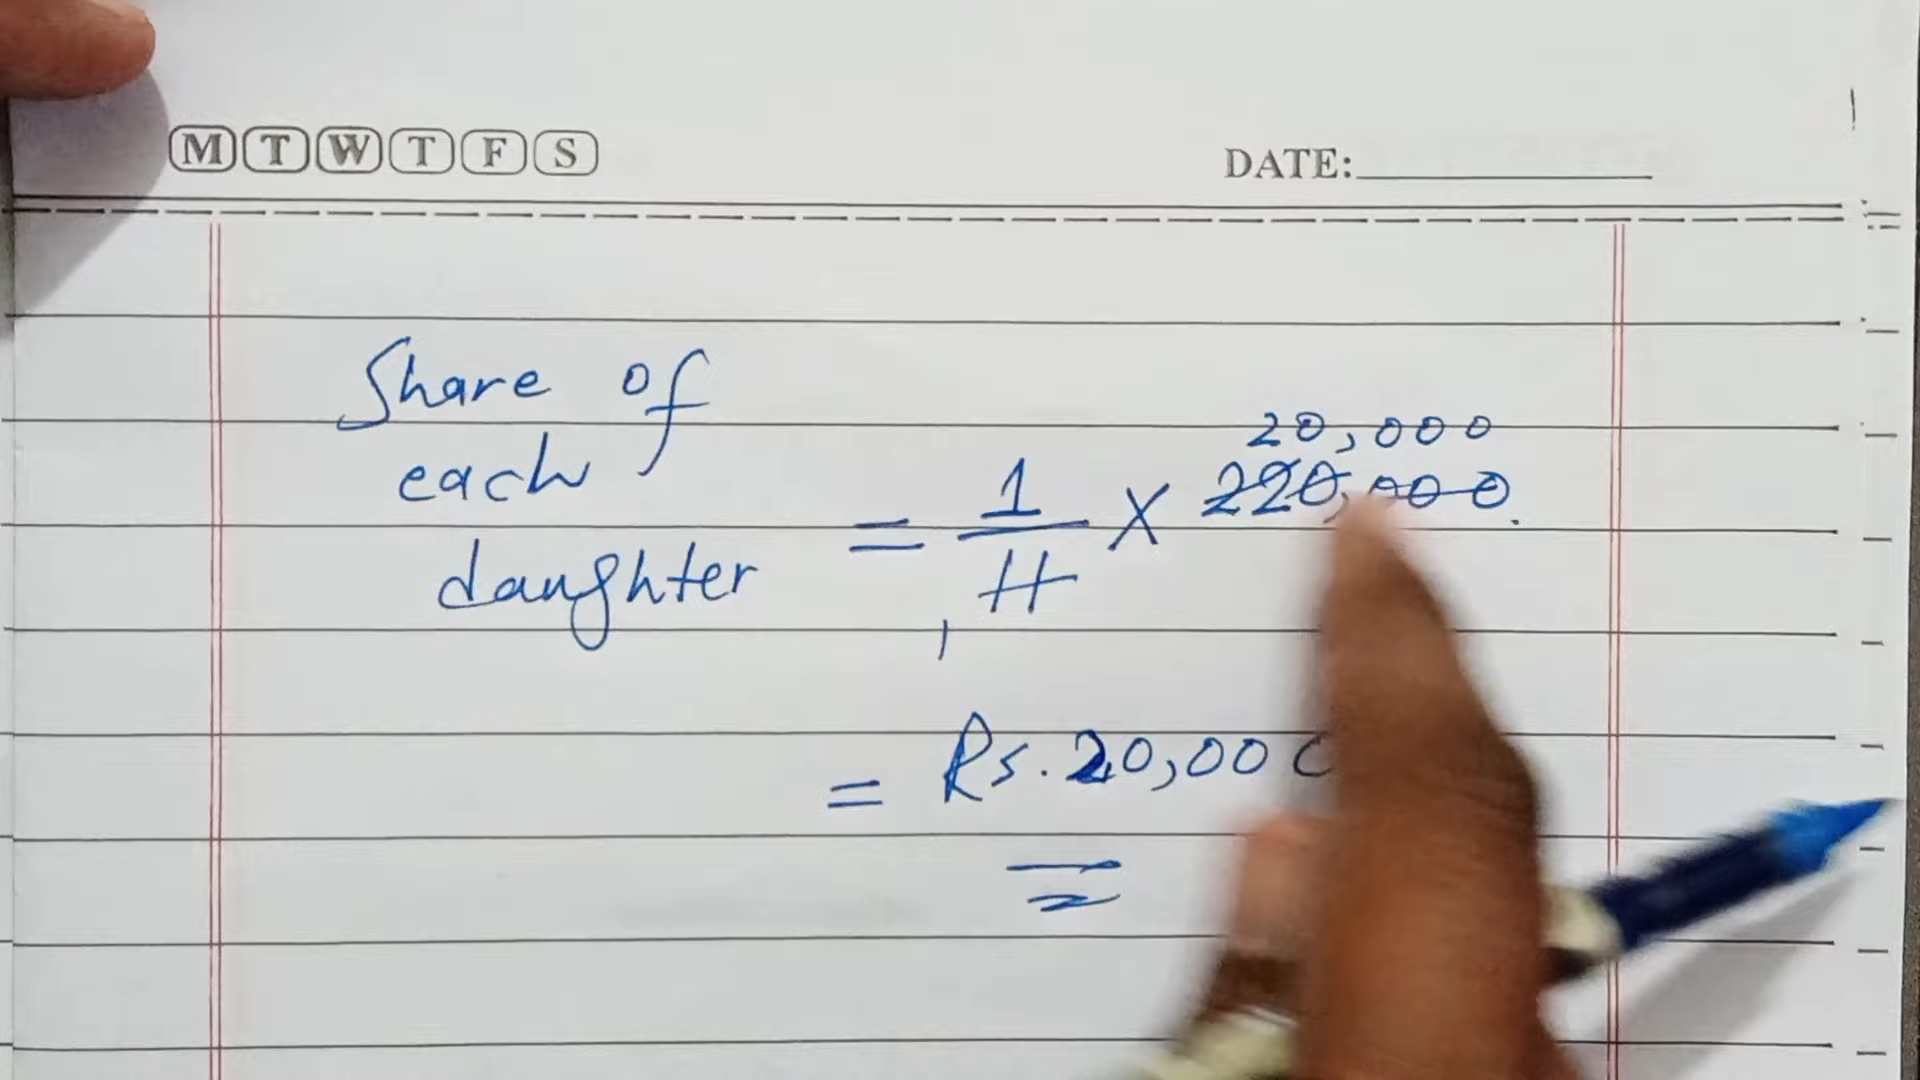 M T W T F S
DATE:
Share of
each
daughter
20,000
= 1/11 X 220,000
= Rs. 20,000